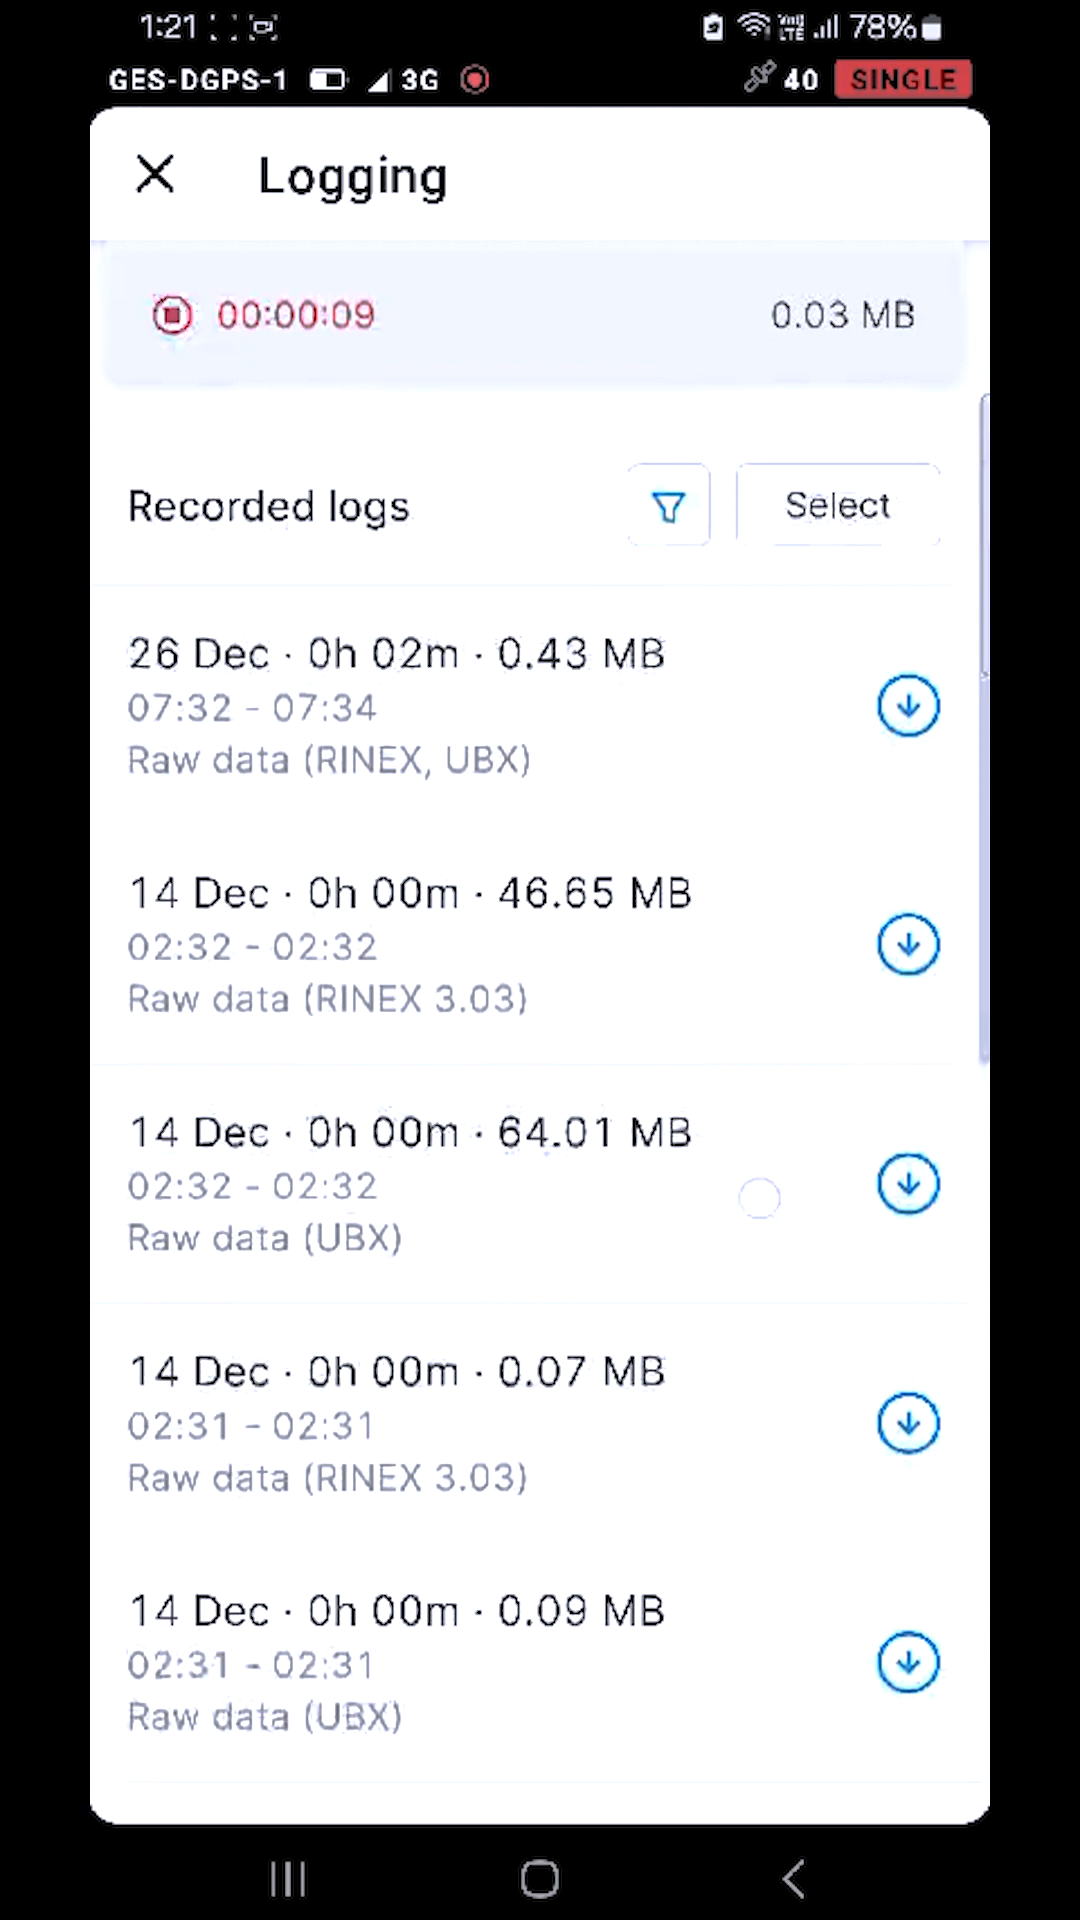 1:21 78%
GES-DGPS-1 3G 40 SINGLE
Logging
00:00:09 0.03 MB
Recorded logs Select
26 Dec · 0h 02m · 0.43 MB
07:32 - 07:34
Raw data (RINEX, UBX)
14 Dec · 0h 00m · 46.65 MB
02:32 - 02:32
Raw data (RINEX 3.03)
14 Dec · 0h 00m · 64.01 MB
02:32 - 02:32
Raw data (UBX)
14 Dec · 0h 00m · 0.07 MB
02:31 - 02:31
Raw data (RINEX 3.03)
14 Dec · 0h 00m · 0.09 MB
02:31 - 02:31
Raw data (UBX)